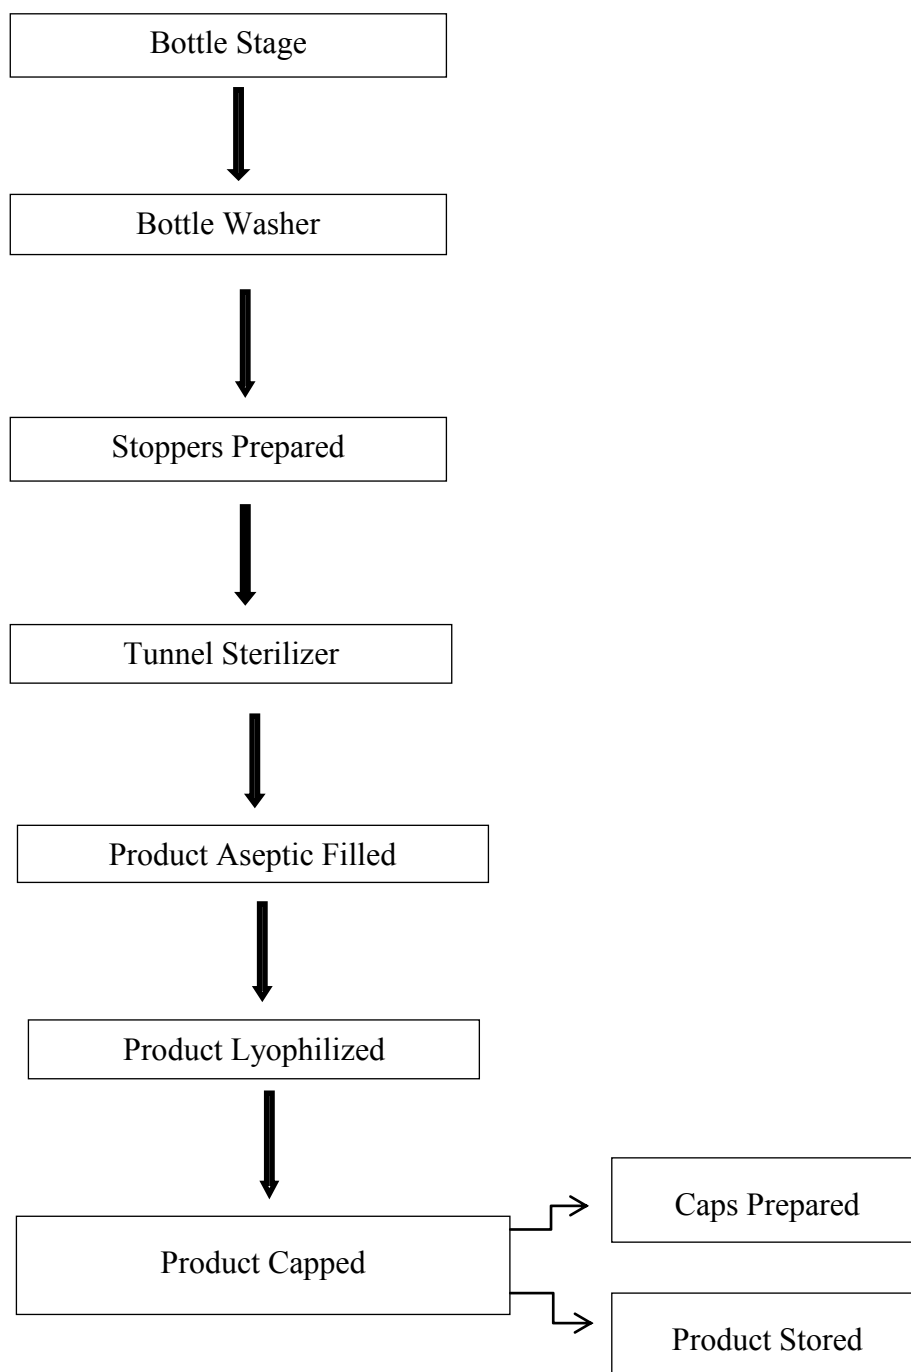 Bottle Stage
Bottle Washer
Stoppers Prepared
Tunnel Sterilizer
Product Aseptic Filled
Product Lyophilized
Product Capped
Caps Prepared
Product Stored